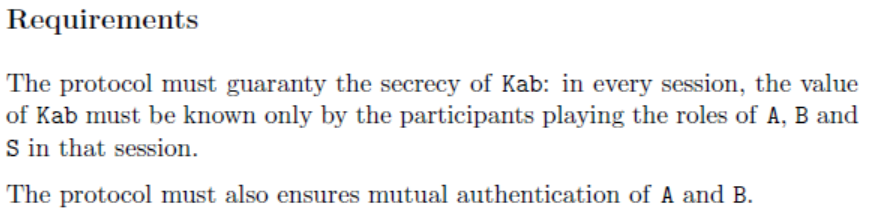 Requirements
The protocol must guaranty the secrecy of Kab: in every session, the value
of Kab must be known only by the participants playing the roles of A, B and
S in that session.
The protocol must also ensures mutual authentication of A and B.